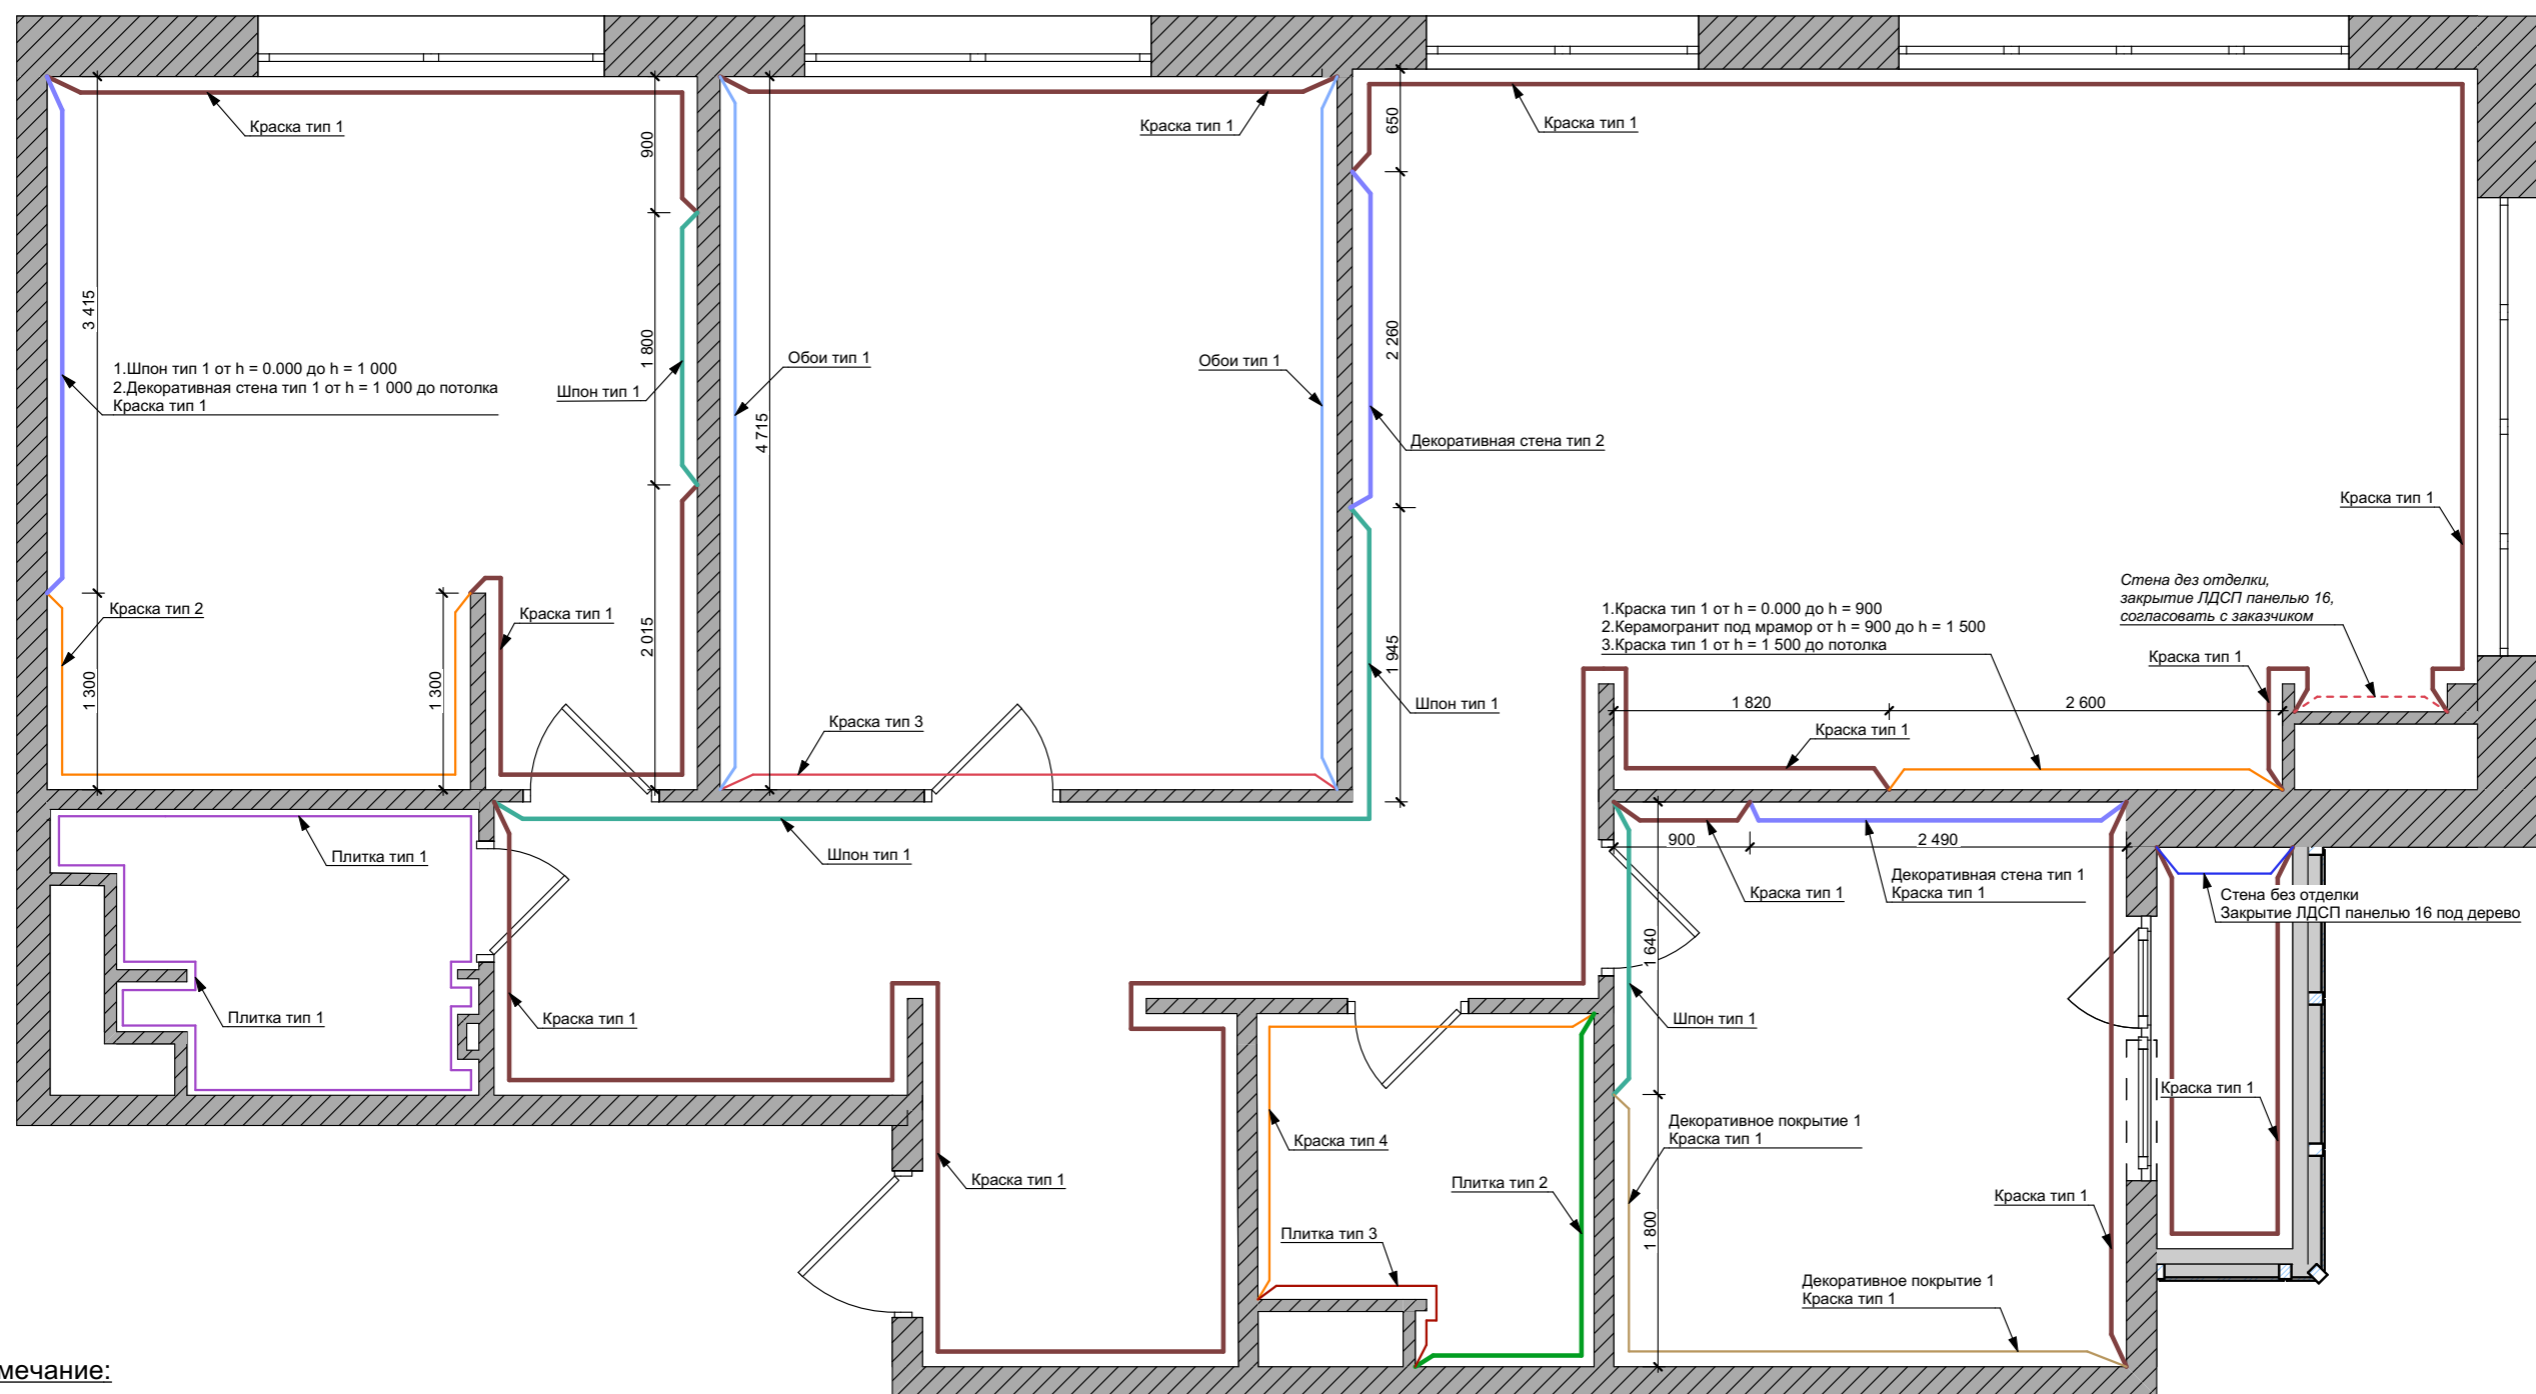 Краска тип 1
Краска тип 1
Краска тип 1
900
650
3 415
1 800
2 260
4 715
1.Шпон тип 1 от h = 0.000 до h = 1 000
2.Декоративная стена тип 1 от h = 1 000 до потолка
Краска тип 1
Шпон тип 1
Обои тип 1
Обои тип 1
Декоративная стена тип 2
Краска тип 1
Краска тип 2
Краска тип 1
2 015
1 945
1 300
1 300
1.Краска тип 1 от h = 0.000 до h = 900
2.Керамогранит под мрамор от h = 900 до h = 1 500
3.Краска тип 1 от h = 1 500 до потолка
Стена дез отделки,
закрытие ЛДСП панелью 16,
согласовать с заказчиком
Краска тип 1
Шпон тип 1
Краска тип 3
1 820
2 600
Краска тип 1
Плитка тип 1
Шпон тип 1
900
2 490
Краска тип 1
Декоративная стена тип 1
Краска тип 1
Стена без отделки
Закрытие ЛДСП панелью 16 под дерево
1 640
Плитка тип 1
Краска тип 1
Шпон тип 1
Краска тип 1
Декоративное покрытие 1
Краска тип 1
Краска тип 4
Краска тип 1
Плитка тип 2
Краска тип 1
Плитка тип 3
1 800
Декоративное покрытие 1
Краска тип 1
мечание: